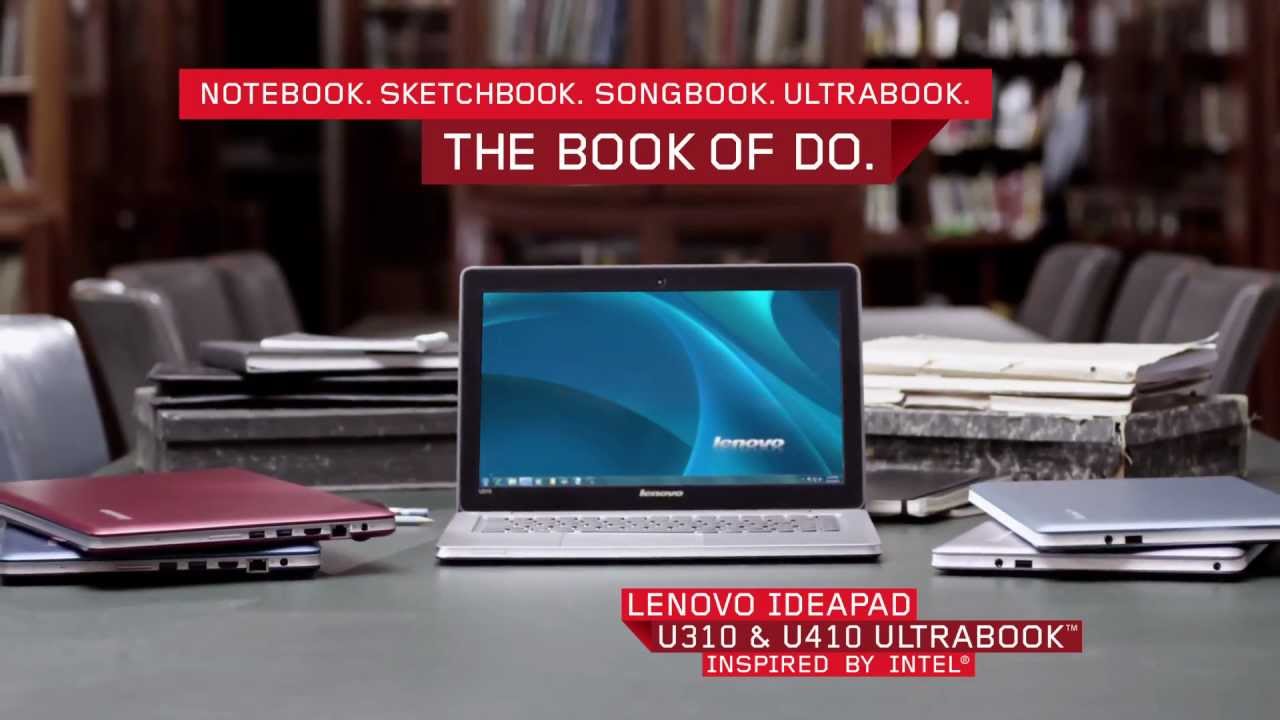 NOTEBOOK. SKETCHBOOK. SONGBOOK. ULTRABOOK.
THE BOOK OF DO.
lenovo
lenovo
LENOVO IDEAPAD
U310 & U410 ULTRABOOK™
INSPIRED BY INTEL®